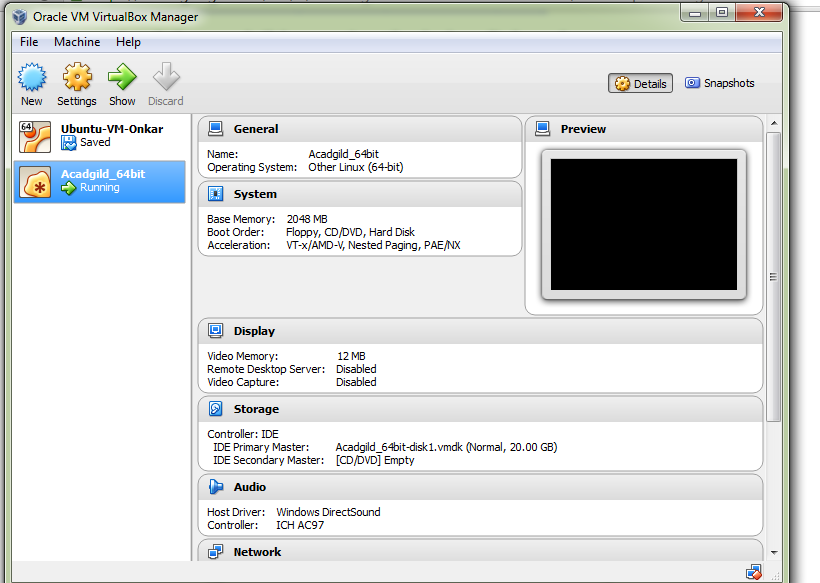 Oracle VM VirtualBox Manager
File Machine Help
New Settings Show Discard
Details Snapshots
64
Ubuntu-VM-Onkar
Saved
Acadgild_64bit
Running
General
Name: Acadgild_64bit
Operating System: Other Linux (64-bit)
Preview
System
Base Memory: 2048 MB
Boot Order: Floppy, CD/DVD, Hard Disk
Acceleration: VT-x/AMD-V, Nested Paging, PAE/NX
Display
Video Memory: 12 MB
Remote Desktop Server: Disabled
Video Capture: Disabled
Storage
Controller: IDE
IDE Primary Master: Acadgild_64bit-disk1.vmdk (Normal, 20.00 GB)
IDE Secondary Master: [CD/DVD] Empty
Audio
Host Driver: Windows DirectSound
Controller: ICH AC97
Network